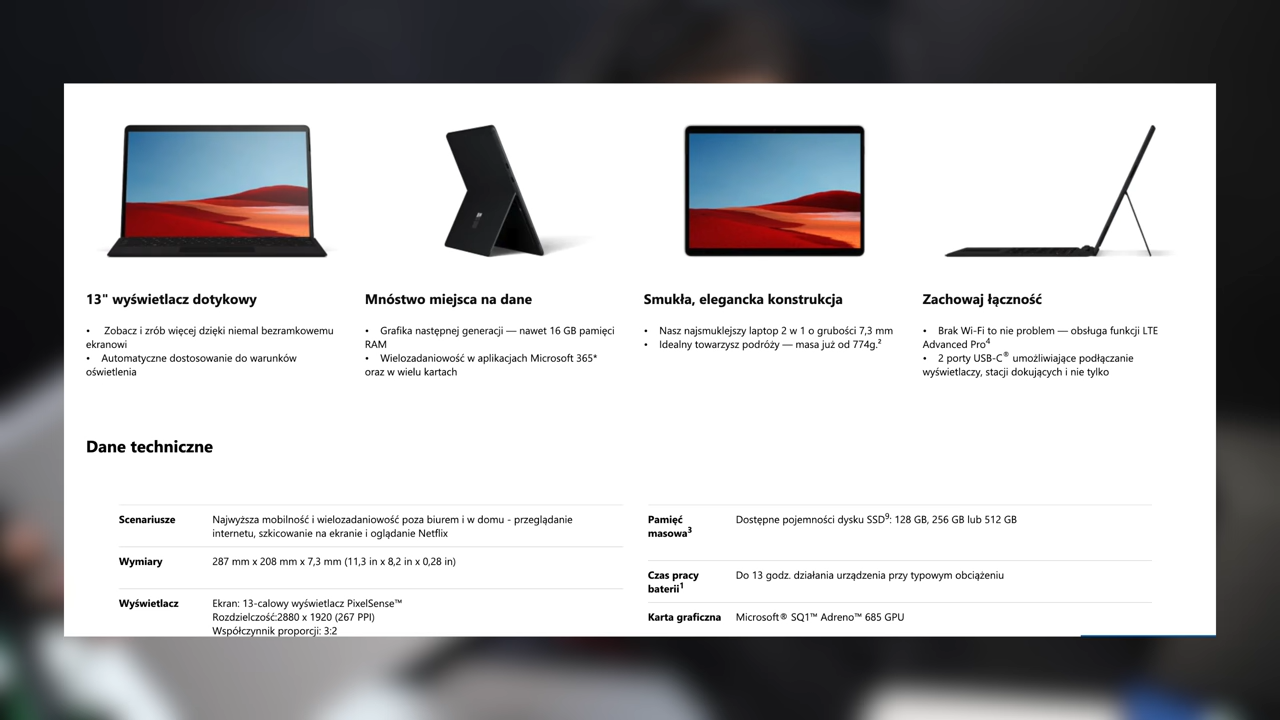 13" wyświetlacz dotykowy
• Zobacz i zrób więcej dzięki niemal bezramkowemu
ekranowi
• Automatyczne dostosowanie do warunków
oświetlenia
Mnóstwo miejsca na dane
• Grafika następnej generacji — nawet 16 GB pamięci
RAM
• Wielozadaniowość w aplikacjach Microsoft 365*
oraz w wielu kartach
Smukła, elegancka konstrukcja
• Nasz najsmuklejszy laptop 2 w 1 o grubości 7,3 mm
• Idealny towarzysz podróży — masa już od 774g.²
Zachowaj łączność
• Brak Wi-Fi to nie problem — obsługa funkcji LTE
Advanced Pro⁴
• 2 porty USB-C® umożliwiające podłączanie
wyświetlaczy, stacji dokujących i nie tylko
Dane techniczne
Scenariusze
Najwyższa mobilność i wielozadaniowość poza biurem i w domu - przeglądanie
internetu, szkicowanie na ekranie i oglądanie Netflix
Wymiary
287 mm x 208 mm x 7,3 mm (11,3 in x 8,2 in x 0,28 in)
Wyświetlacz
Ekran: 13-calowy wyświetlacz PixelSense™
Rozdzielczość:2880 x 1920 (267 PPI)
Współczynnik proporcji: 3:2
Pamięć
masowa³
Dostępne pojemności dysku SSD⁹: 128 GB, 256 GB lub 512 GB
Czas pracy
baterii¹
Do 13 godz. działania urządzenia przy typowym obciążeniu
Karta graficzna
Microsoft® SQ1™ Adreno™ 685 GPU